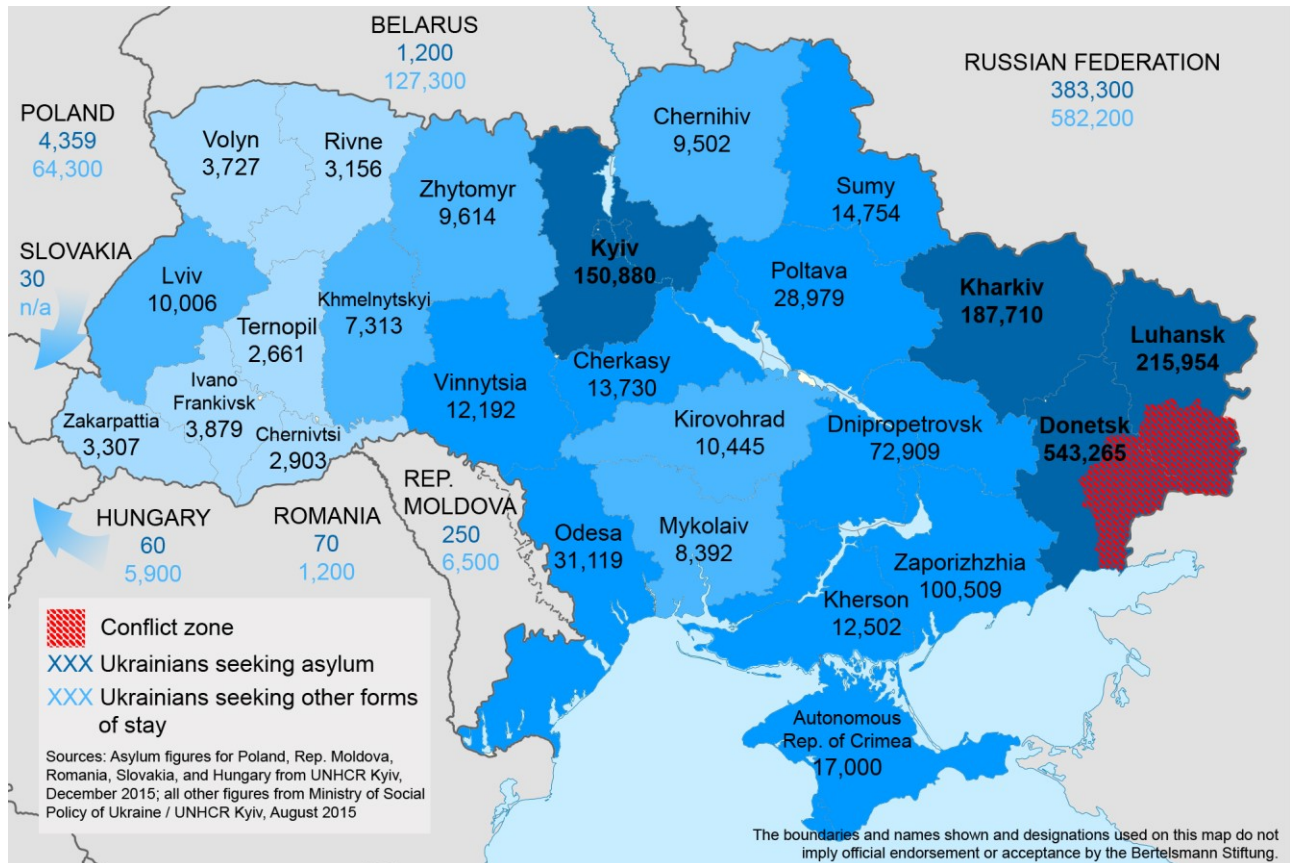 BELARUS
1,200
127,300
RUSSIAN FEDERATION
383,300
582,200
POLAND
4,359
64,300
Volyn
3,727
Rivne
3,156
Chernihiv
9,502
Zhytomyr
9,614
Sumy
14,754
SLOVAKIA
30
n/a
Lviv
10,006
Kyiv
150,880
Poltava
28,979
Kharkiv
187,710
Khmelnytskyi
7,313
Ternopil
2,661
Luhansk
215,954
Vinnytsia
12,192
Cherkasy
13,730
Ivano
Frankivsk
3,879
Zakarpattia
3,307
Chernivtsi
2,903
Kirovohrad
10,445
Dnipropetrovsk
72,909
Donetsk
543,265
REP.
MOLDOVA
250
6,500
HUNGARY
60
5,900
ROMANIA
70
1,200
Odesa
31,119
Mykolaiv
8,392
Zaporizhzhia
100,509
Kherson
12,502
Autonomous
Rep. of Crimea
17,000
Conflict zone
XXX Ukrainians seeking asylum
XXX Ukrainians seeking other forms
of stay
Sources: Asylum figures for Poland, Rep. Moldova,
Romania, Slovakia, and Hungary from UNHCR Kyiv,
December 2015; all other figures from Ministry of Social
Policy of Ukraine / UNHCR Kyiv, August 2015
The boundaries and names shown and designations used on this map do not
imply official endorsement or acceptance by the Bertelsmann Stiftung.